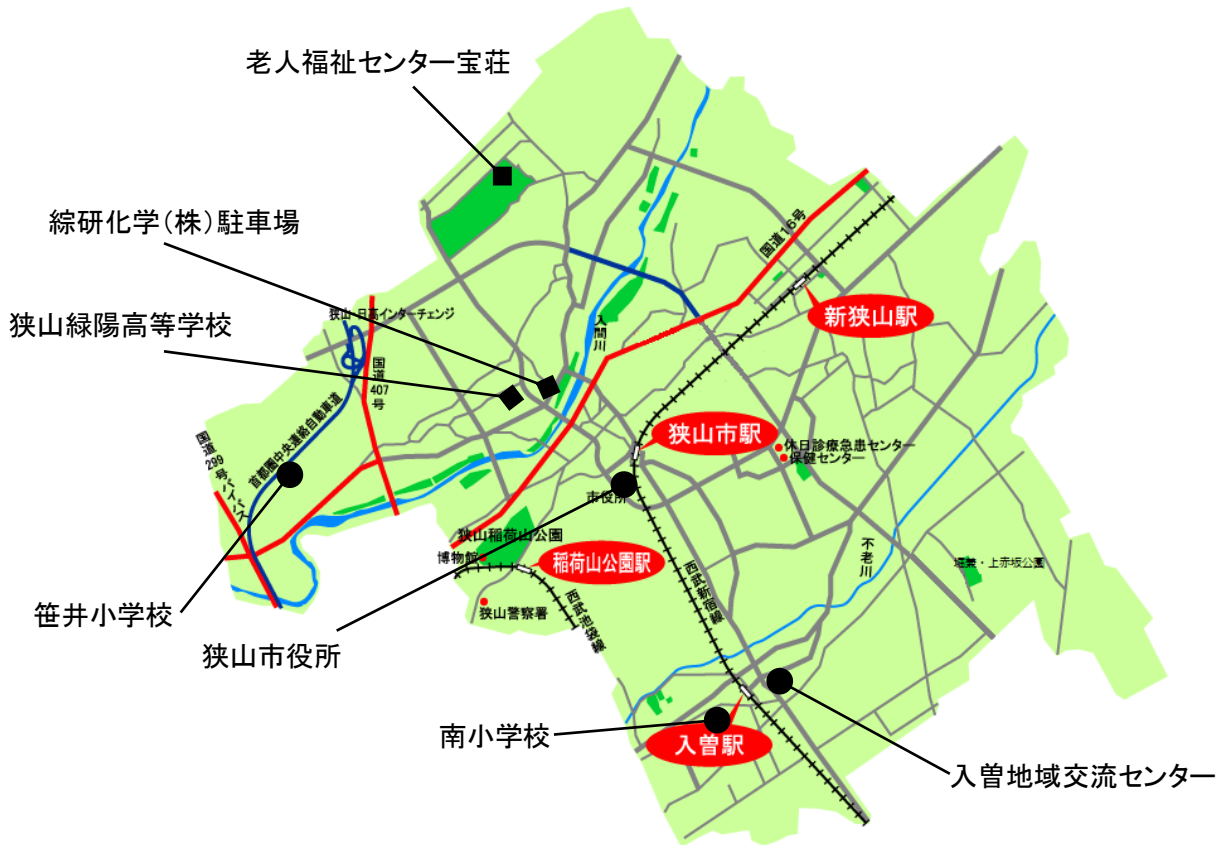 老人福祉センター宝荘
綜研化学(株)駐車場
国道16号
狭山緑陽高等学校
狭山・日高インターチェンジ
新狭山駅
入間川
国道407号
首都圏中央連絡自動車道
国道299号バイパス
狭山市駅
休日診療急患センター
保健センター
市役所
狭山稲荷山公園
博物館
稲荷山公園駅
不老川
堀兼・上赤坂公園
西武新宿線
西武池袋線
狭山警察署
笹井小学校
狭山市役所
南小学校
入曽駅
入曽地域交流センター